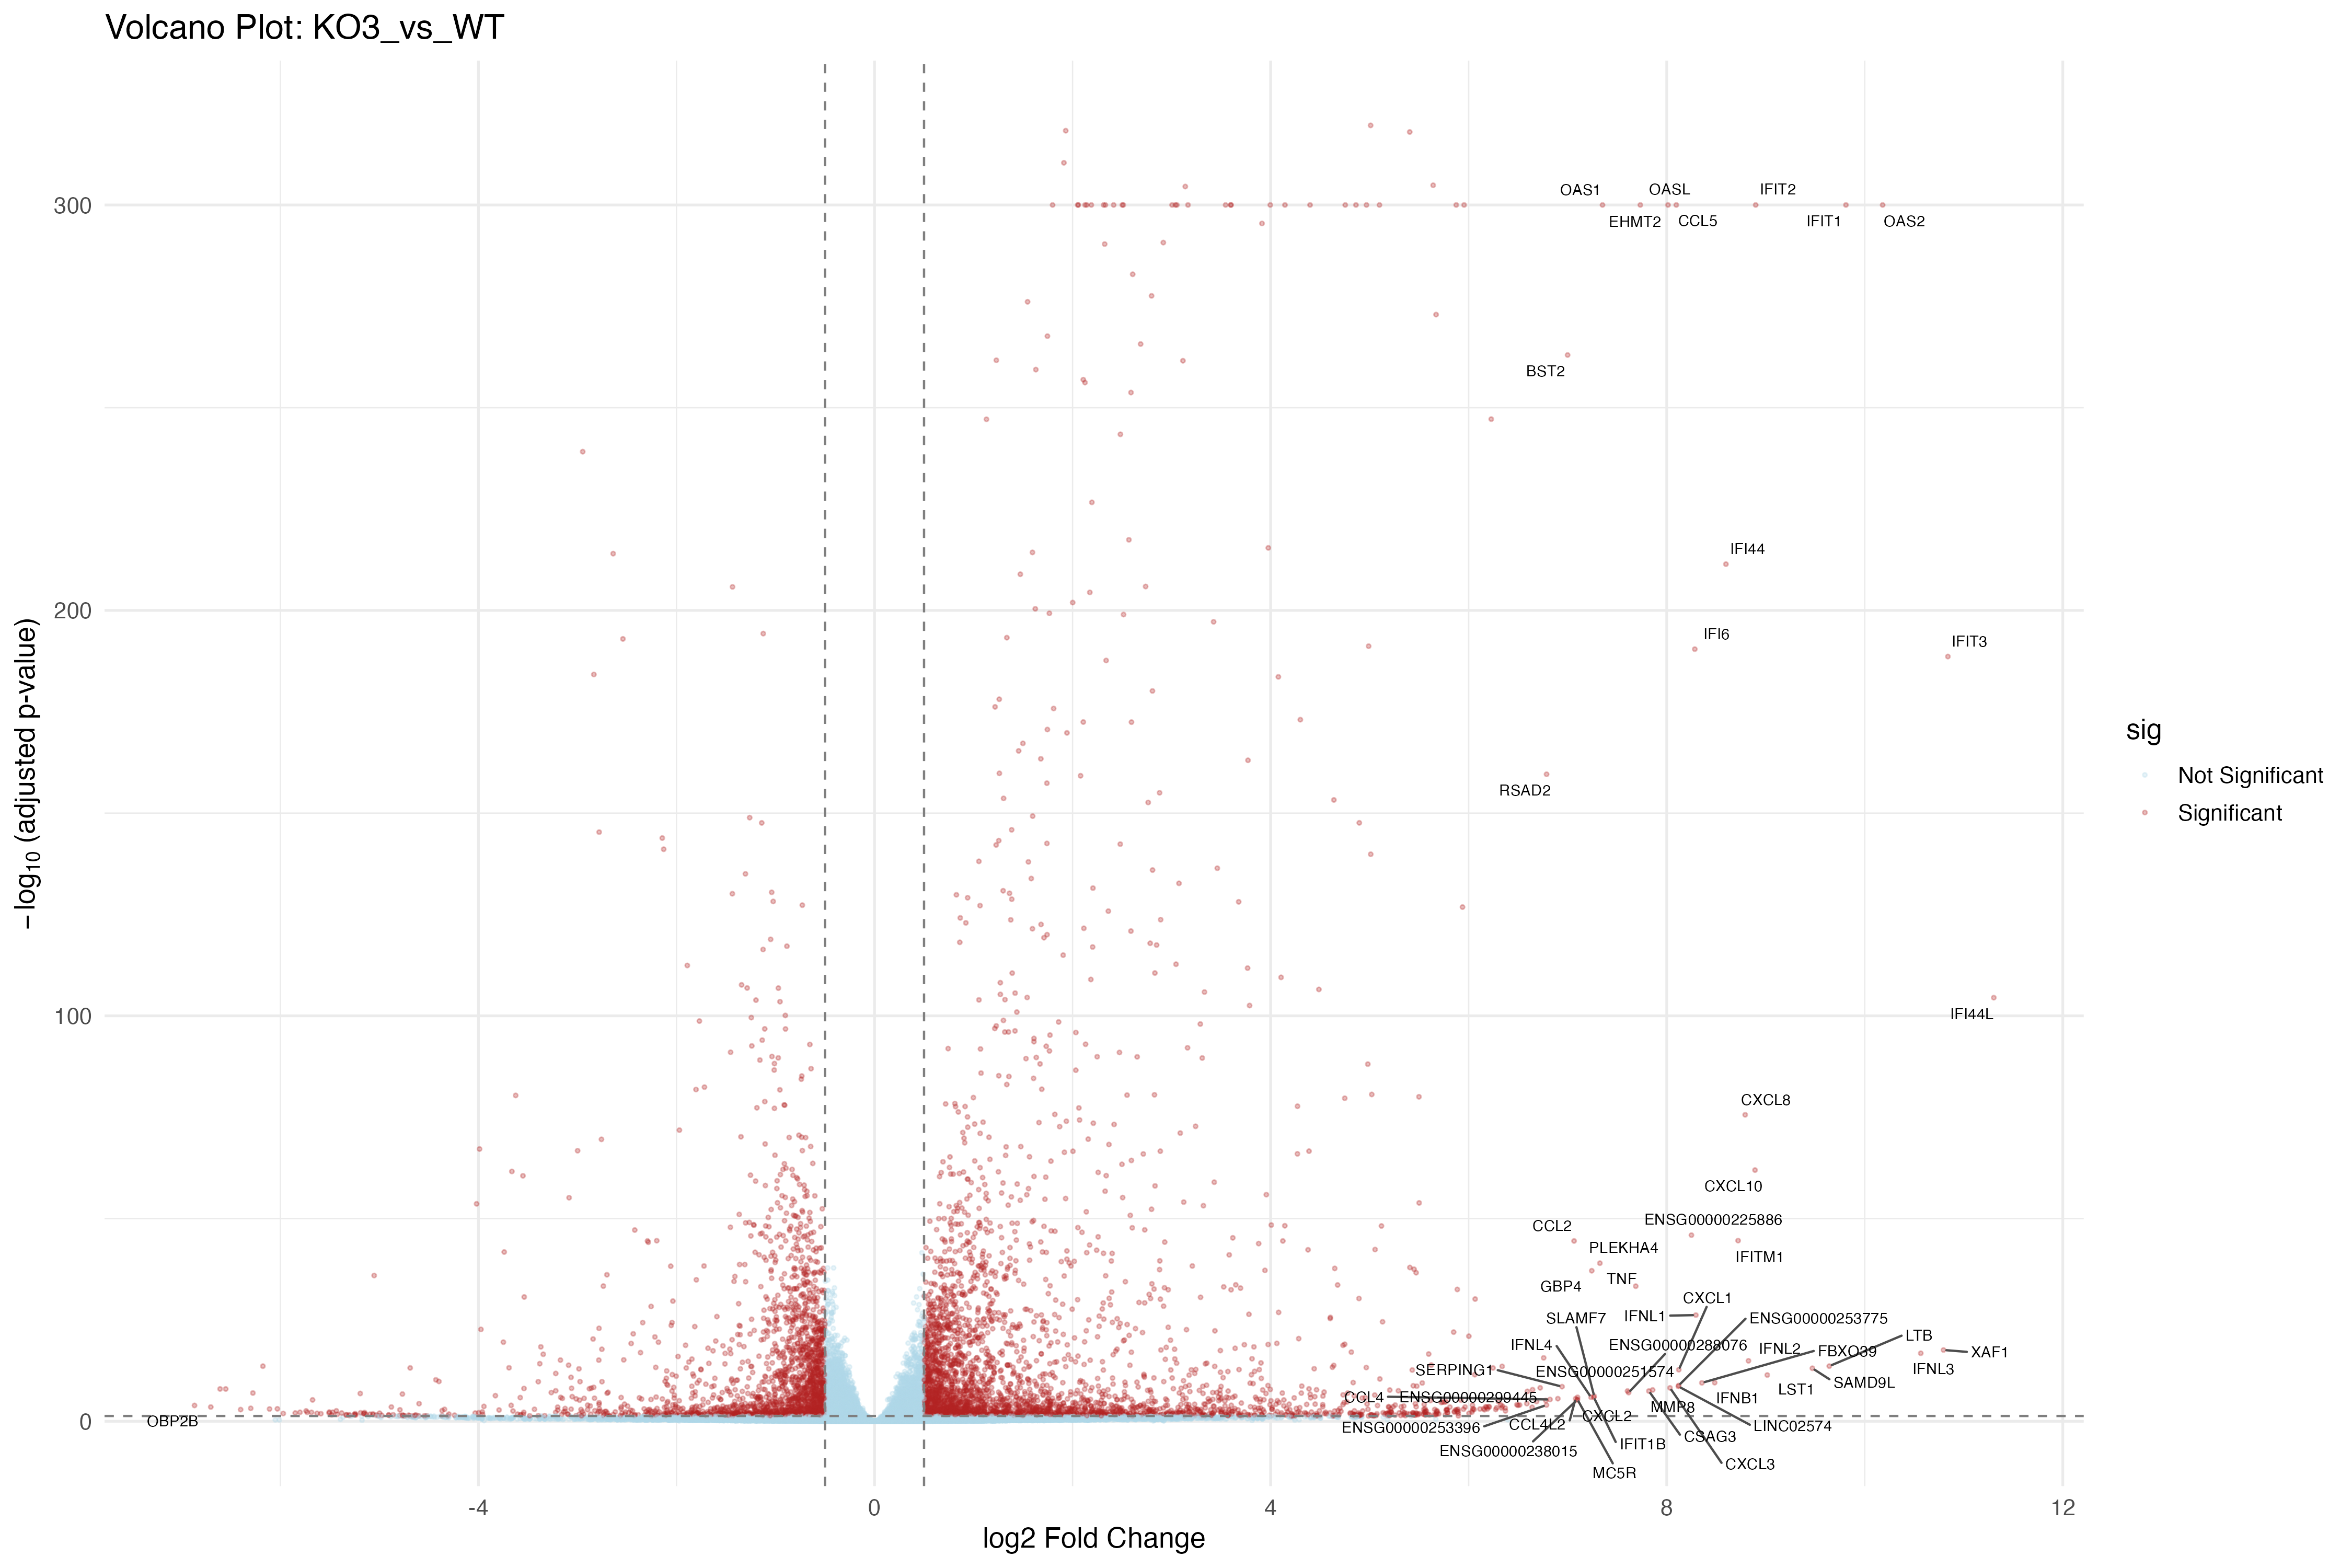 Volcano Plot: KO3_vs_WT
−log10 (adjusted p-value)
300
200
100
0
OAS1
OASL
IFIT2
EHMT2
CCL5
IFIT1
OAS2
BST2
IFI44
IFI6
IFIT3
RSAD2
IFI44L
CXCL8
CXCL10
CCL2
ENSG00000225886
PLEKHA4
IFITM1
GBP4
TNF
CXCL1
SLAMF7
IFNL1
ENSG00000253775
IFNL4
ENSG00000288076
IFNL2
FBXO39
LTB
XAF1
SERPING1
ENSG00000251574
IFNL3
SAMD9L
LST1
CCL4
ENSG00000299445
IFNB1
MMP8
CXCL2
OBP2B
ENSG00000253396
CCL4L2
LINC02574
CSAG3
IFIT1B
ENSG00000238015
CXCL3
MC5R
-4
0
4
8
12
log2 Fold Change
sig
Not Significant
Significant